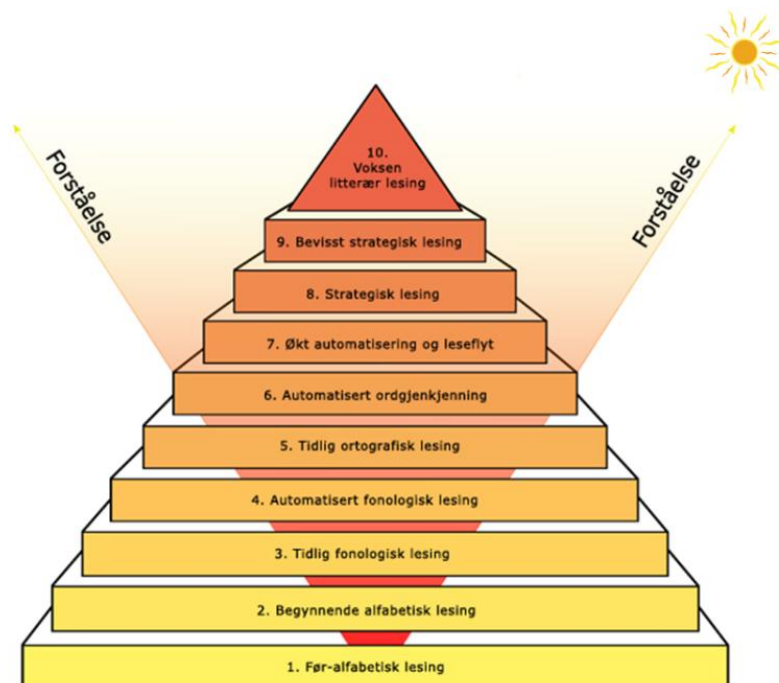 Forståelse
Forståelse
10.
Voksen
litterær lesing
9. Bevisst strategisk lesing
8. Strategisk lesing
7. Økt automatisering og leseflyt
6. Automatisert ordgjenkjenning
5. Tidlig ortografisk lesing
4. Automatisert fonologisk lesing
3. Tidlig fonologisk lesing
2. Begynnende alfabetisk lesing
1. Før-alfabetisk lesing